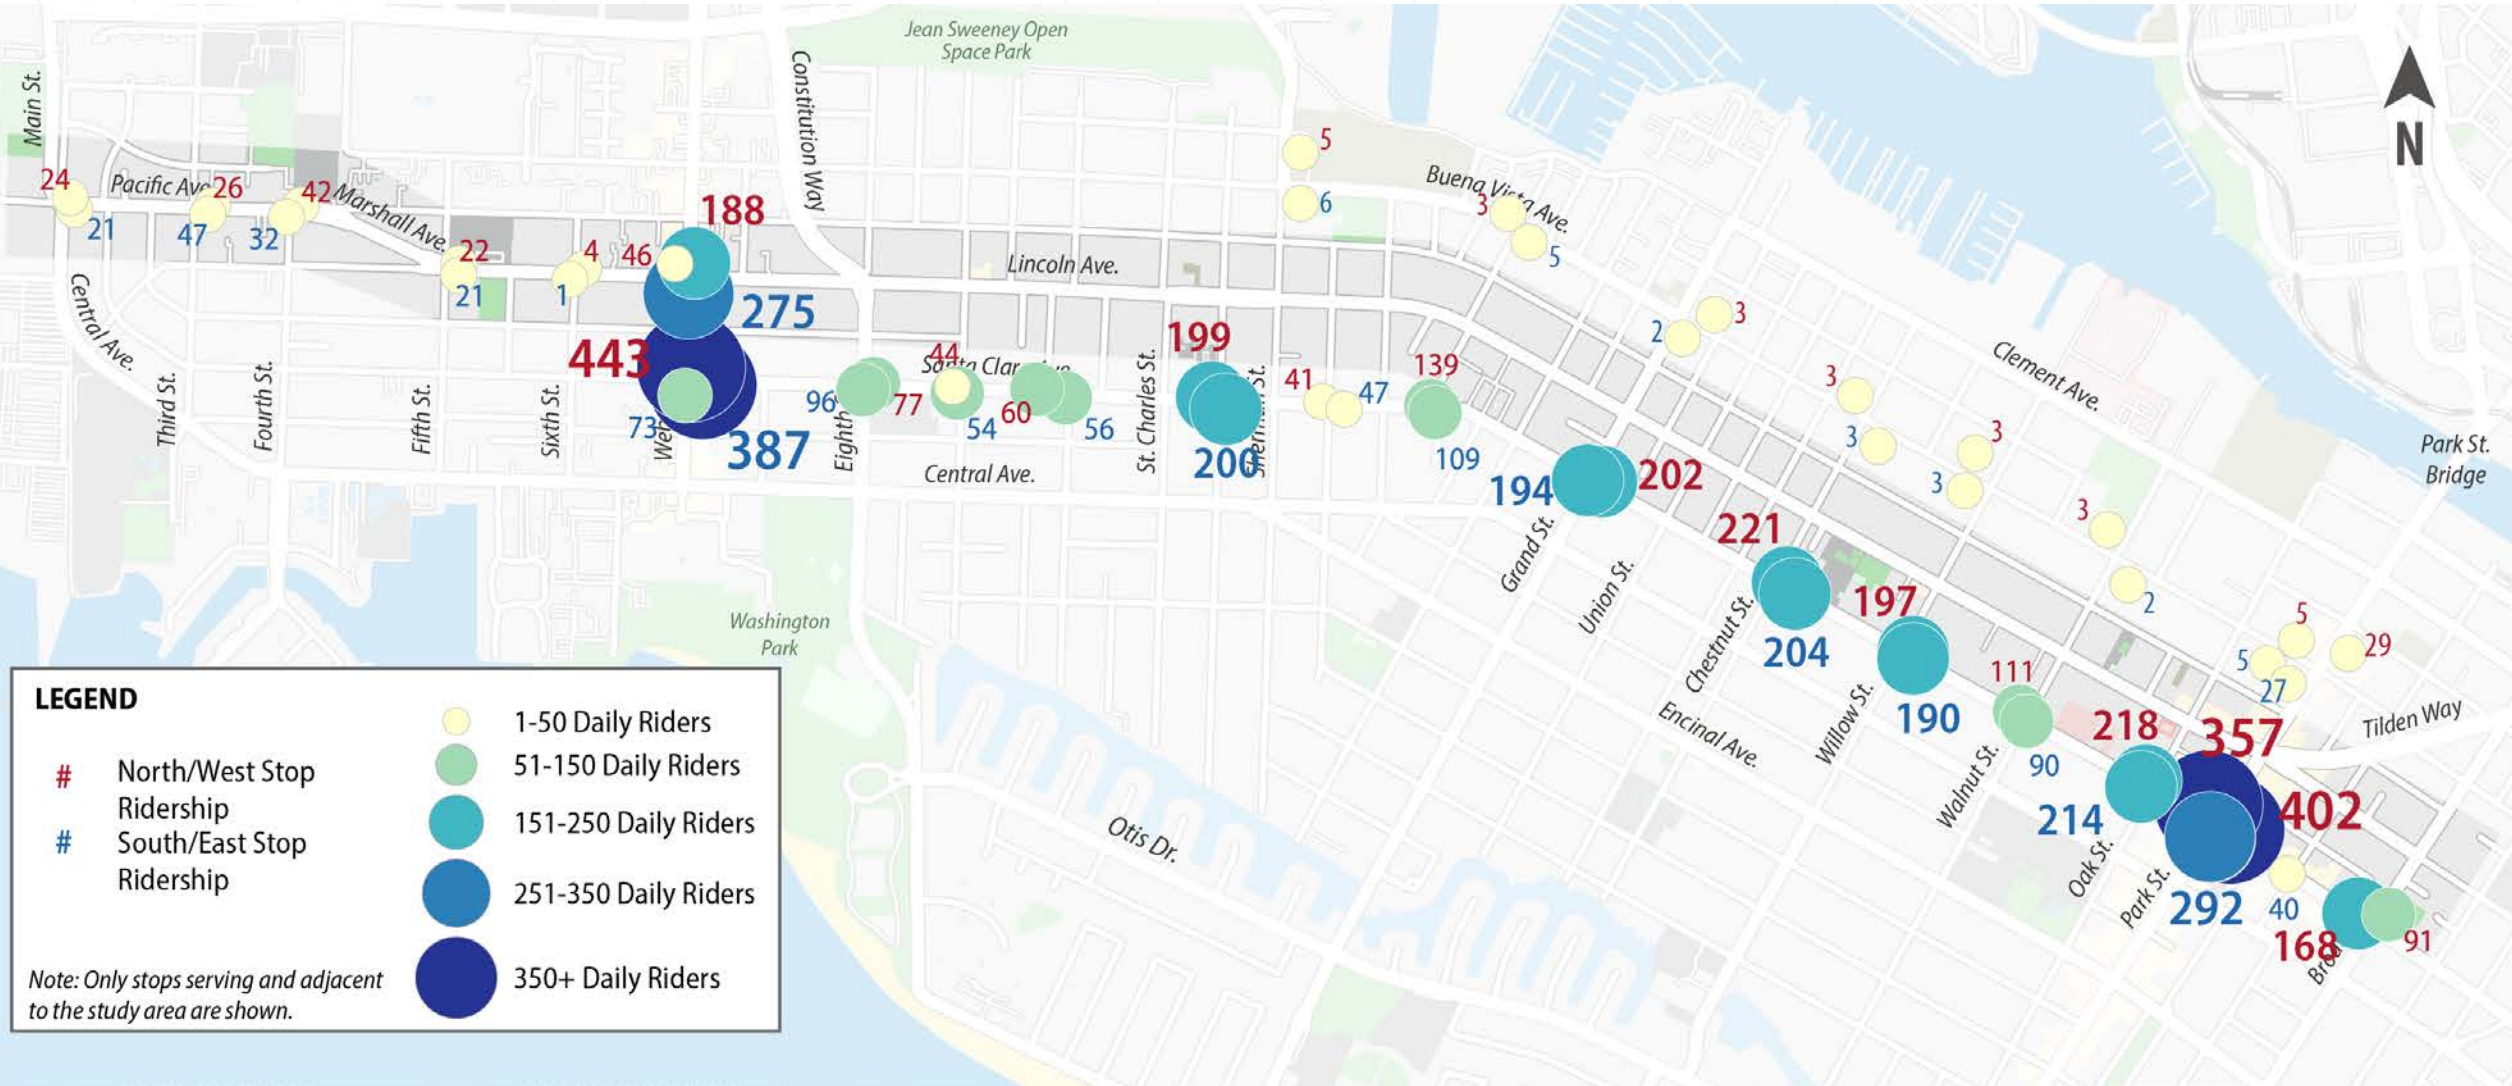 Jean Sweeney Open
Space Park
Main St.
Constitution Way
N
5
24
Pacific Ave
26
42
Marshall Ave.
188
Buena Vista Ave.
3
6
21
47
32
22
4
46
5
Lincoln Ave.
21
1
275
Central Ave.
2
3
443
199
44
Santa Clar
139
Clement Ave.
Third St.
Fourth St.
Fifth St.
Sixth St.
96
77
60
54
56
St. Charles St.
41
47
3
73
387
Eighth
200
Sherman St.
109
3
3
Park St.
Bridge
Central Ave.
194
202
3
3
Grand St.
221
Union St.
Washington
Park
Chestnut St.
204
197
2
5
29
5
27
111
Encinal Ave.
Willow St.
190
Walnut St.
90
218
357
Tilden Way
214
402
Otis Dr.
Oak St.
Park St.
292
40
168
91
LEGEND
# North/West Stop
Ridership
# South/East Stop
Ridership
1-50 Daily Riders
51-150 Daily Riders
151-250 Daily Riders
251-350 Daily Riders
350+ Daily Riders
Note: Only stops serving and adjacent
to the study area are shown.